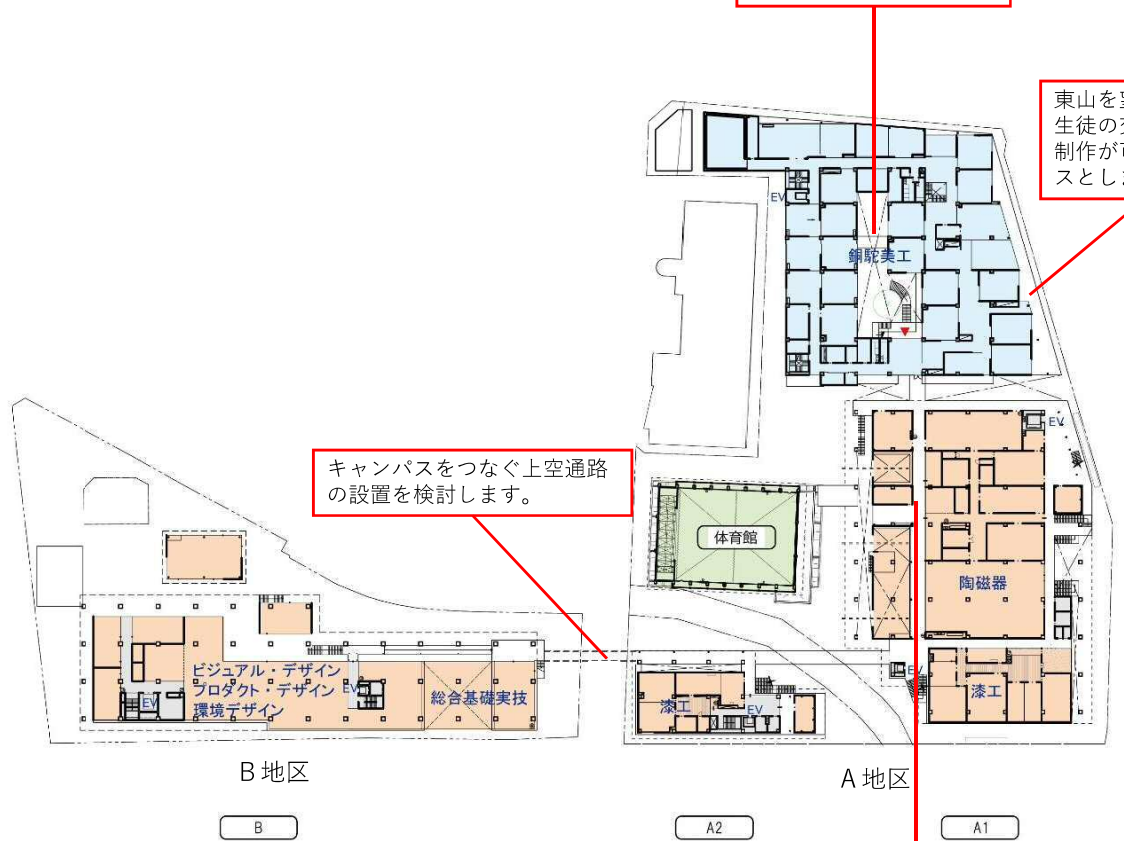 東山を
生徒の
制作が
スとしま
EV
銅駝美工
EV
キャンパスをつなぐ上空通路
の設置を検討します。
体育館
陶磁器
ビジュアル・デザイン
プロダクト・デザイン
環境デザイン
EV
EV
総合基礎実技
漆工
EV
EV
漆工
B地区
A地区
B
A2
A1